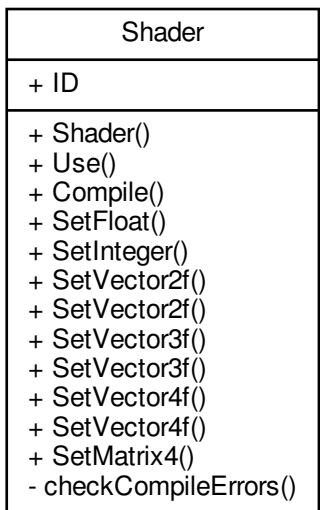 Shader
+ ID
+ Shader()
+ Use()
+ Compile()
+ SetFloat()
+ SetInteger()
+ SetVector2f()
+ SetVector2f()
+ SetVector3f()
+ SetVector3f()
+ SetVector4f()
+ SetVector4f()
+ SetMatrix4()
- checkCompileErrors()